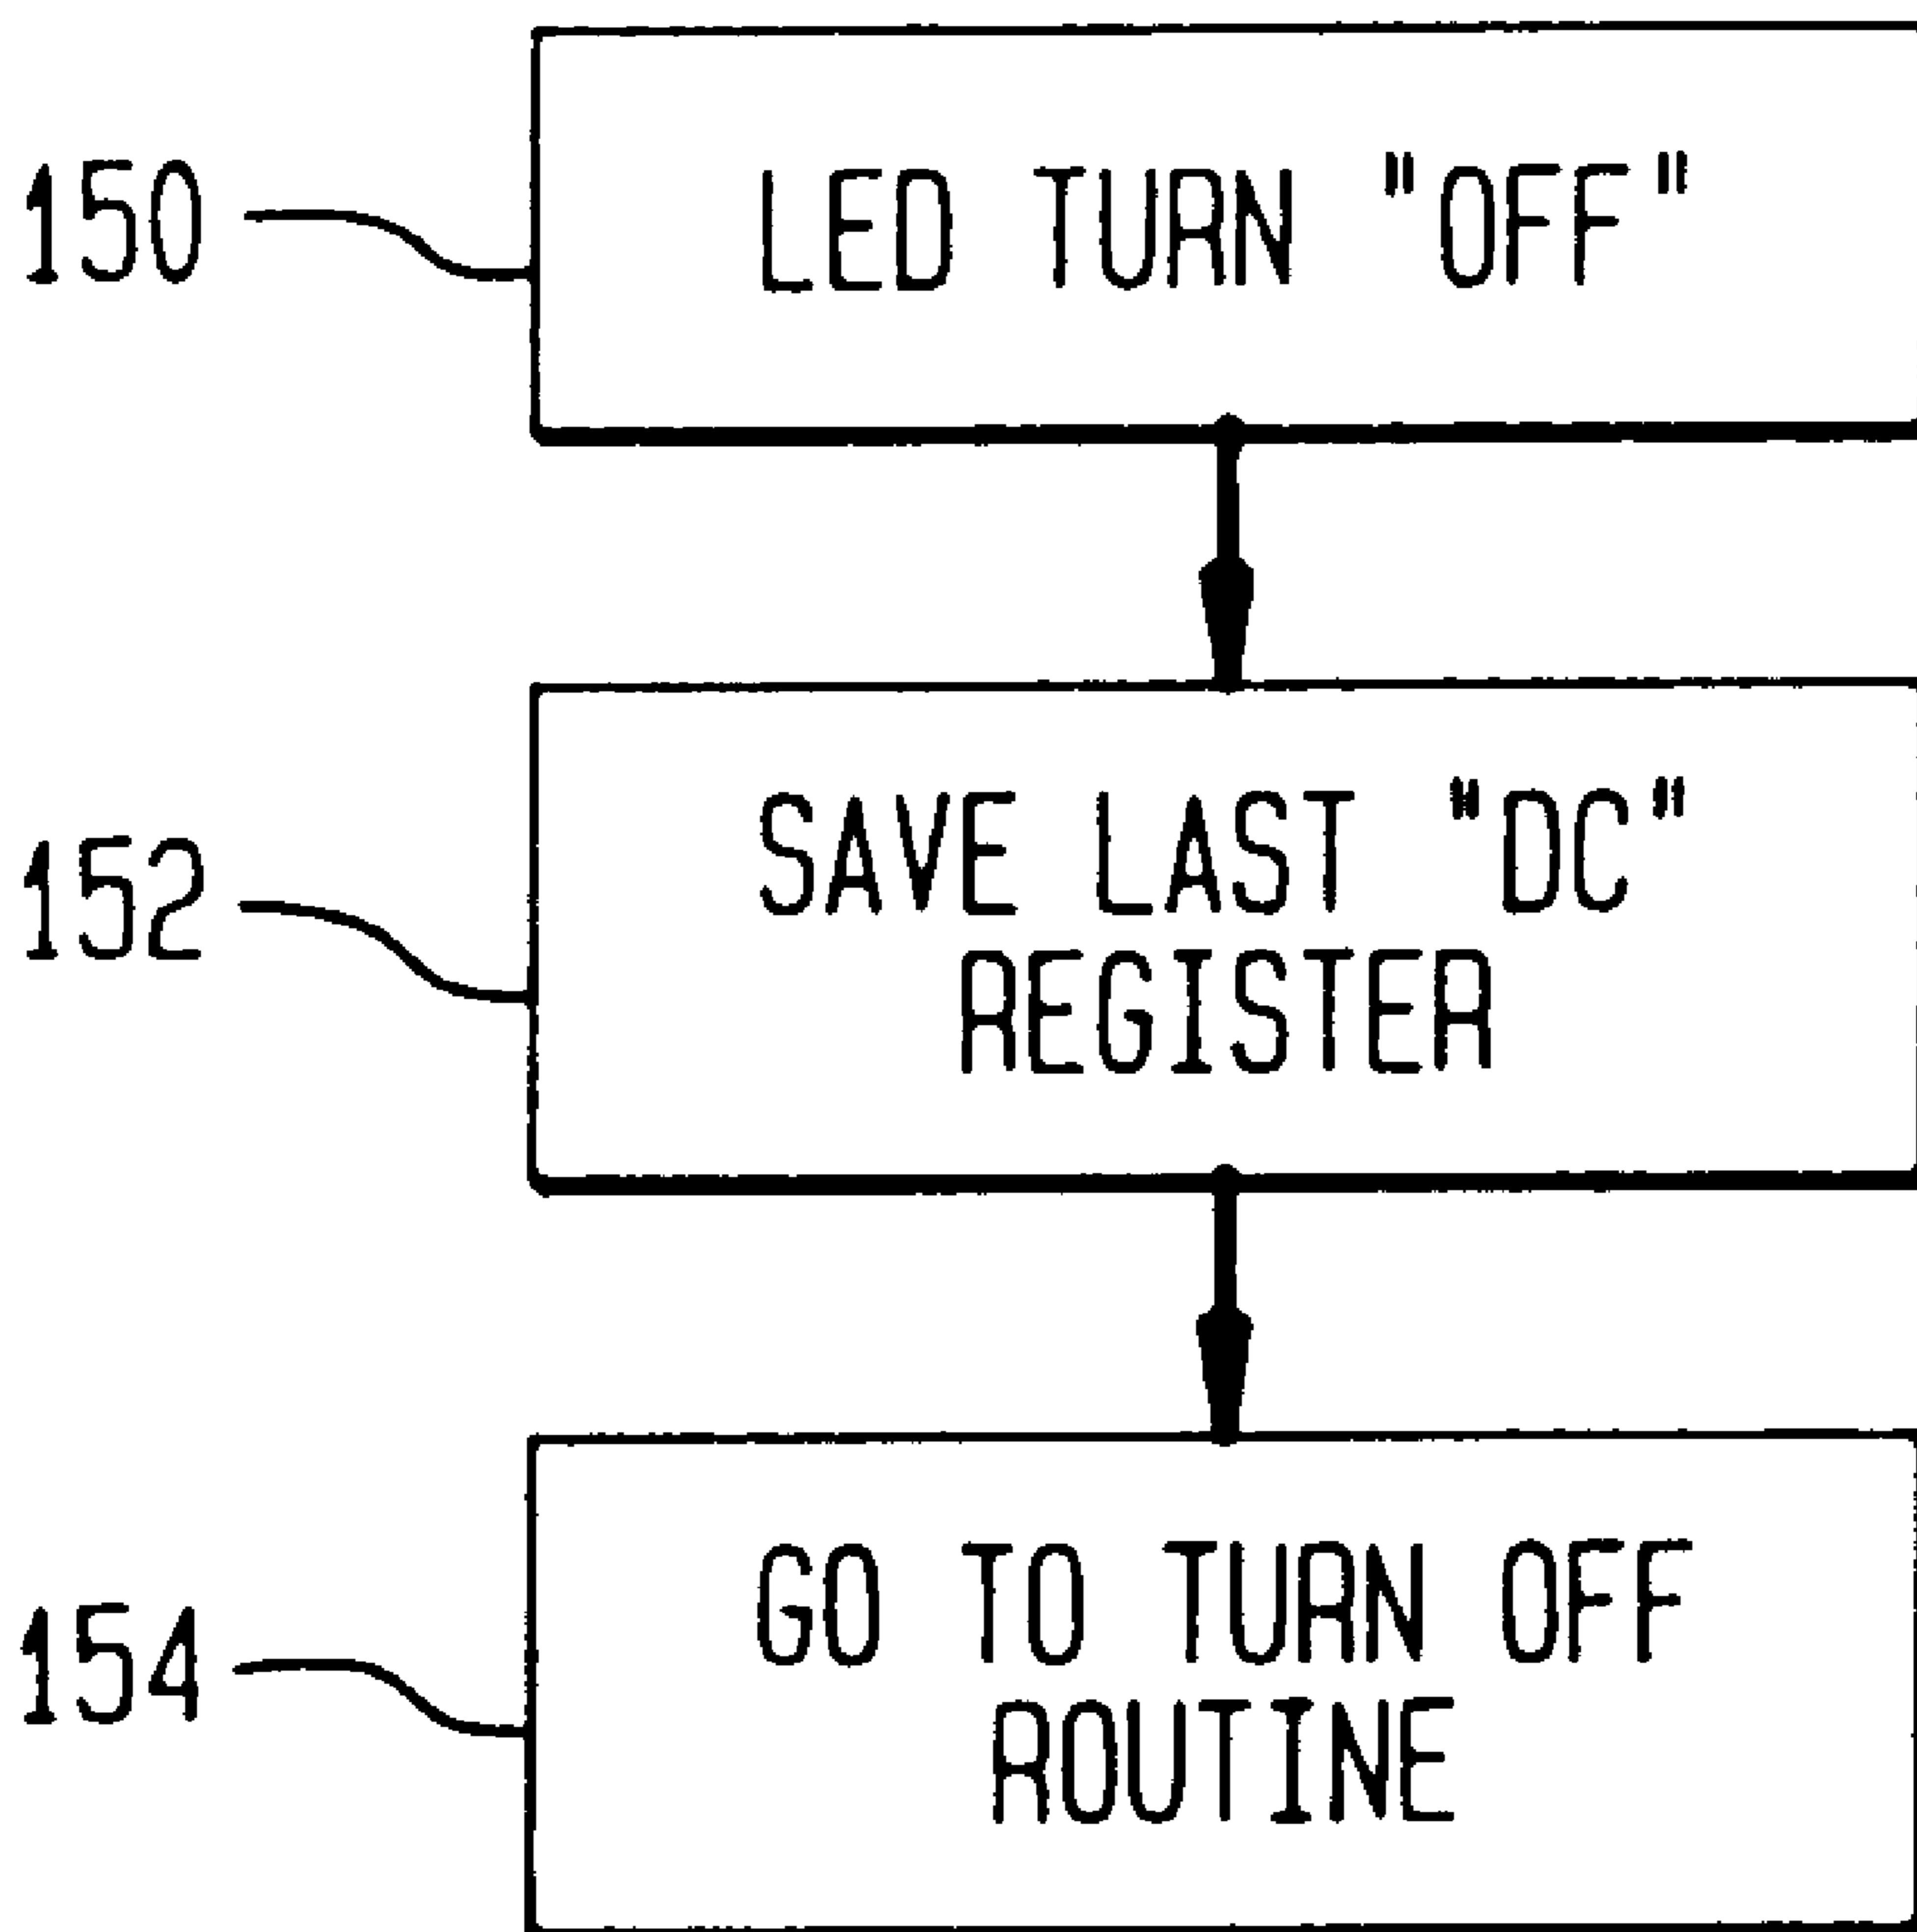 150
LED TURN "OFF"
152
SAVE LAST "DC"
REGISTER
154
GO TO TURN OFF
ROUTINE